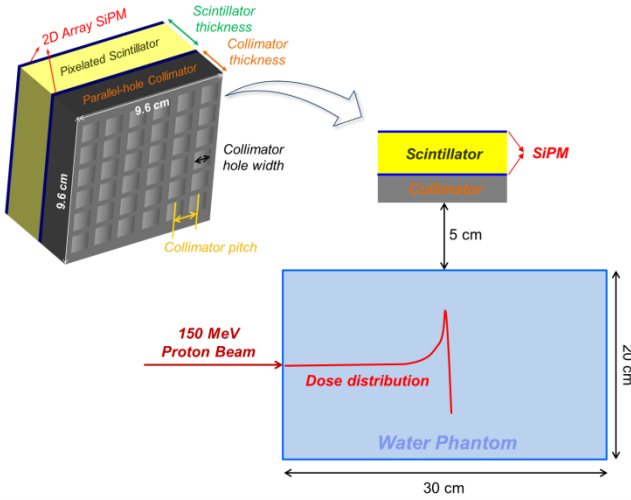 2D Array SiPM
Scintillator
thickness
Collimator
thickness
Pixelated Scintillator
Parallel-hole Collimator
9.6 cm
9.6 cm
Collimator
hole width
Collimator pitch
Scintillator
SiPM
Collimator
5 cm
150 MeV
Proton Beam
Dose distribution
Water Phantom
20 cm
30 cm